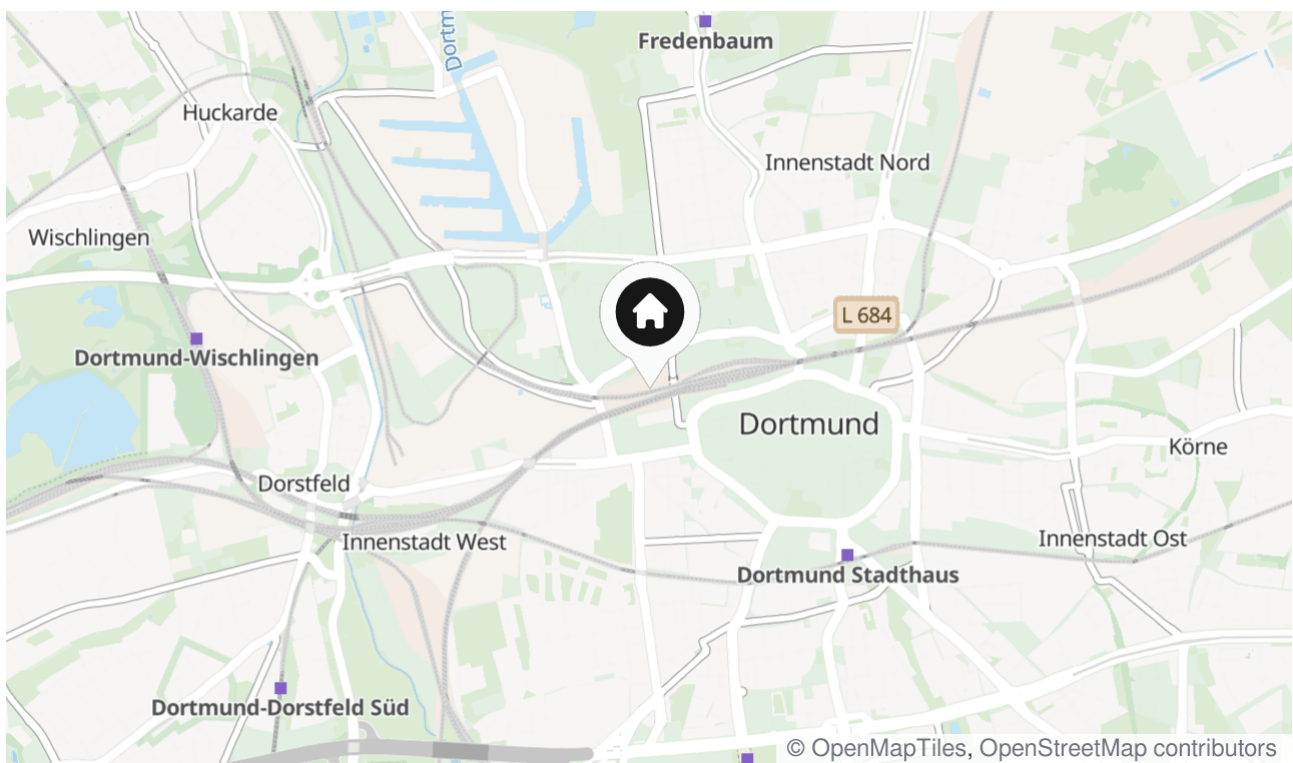 Dortm
Fredenbaum
Huckarde
Innenstadt Nord
Wischlingen
L 684
Dortmund-Wischlingen
Dortmund
Körne
Dorstfeld
Innenstadt West
Innenstadt Ost
Dortmund Stadthaus
Dortmund-Dorstfeld Süd
© OpenMapTiles, OpenStreetMap contributors